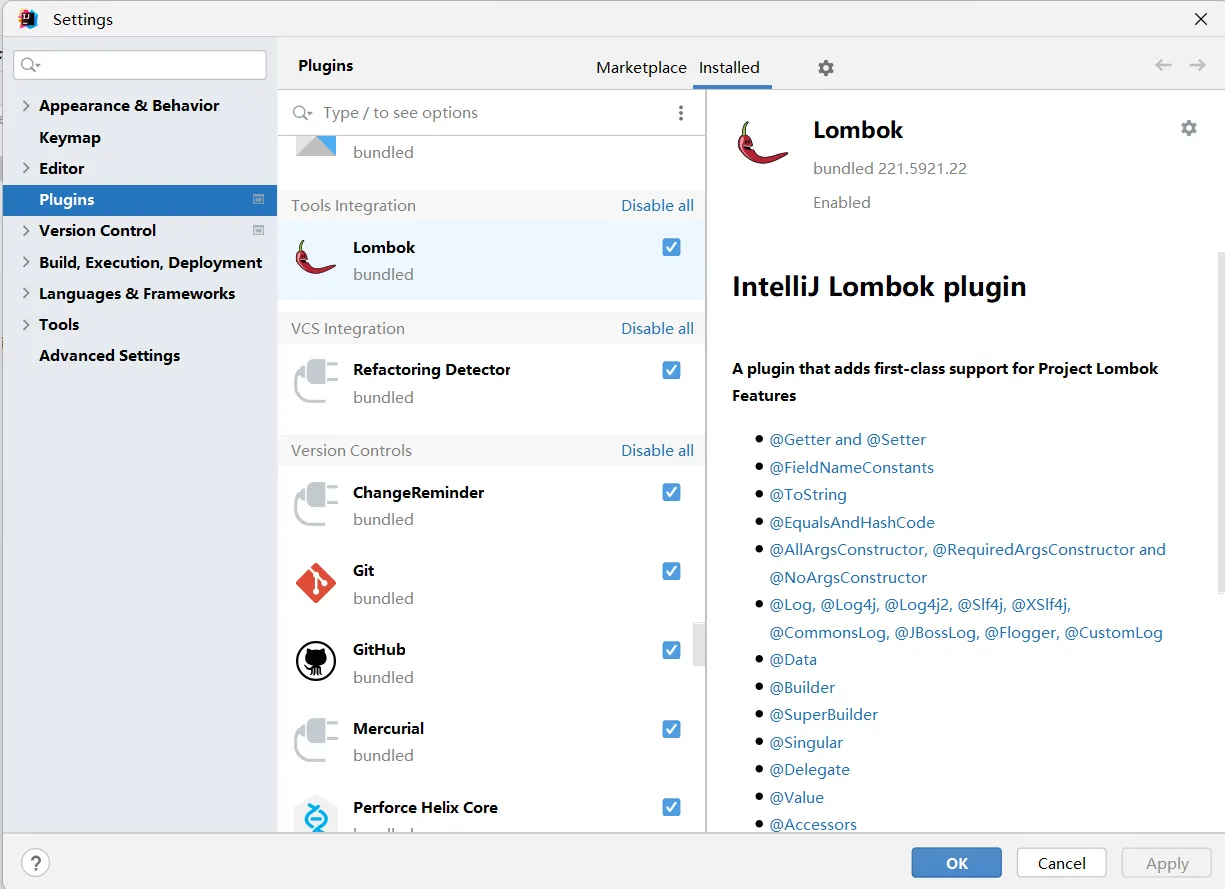 Settings
Plugins
Marketplace Installed
Appearance & Behavior
Keymap
Editor
Plugins
Version Control
Build, Execution, Deployment
Languages & Frameworks
Tools
Advanced Settings
Type / to see options
bundled
Tools Integration Disable all
Lombok
bundled
VCS Integration Disable all
Refactoring Detector
bundled
Version Controls Disable all
ChangeReminder
bundled
Git
bundled
GitHub
bundled
Mercurial
bundled
Perforce Helix Core
Lombok
bundled 221.5921.22
Enabled
IntelliJ Lombok plugin
A plugin that adds first-class support for Project Lombok
Features
@Getter and @Setter
@FieldNameConstants
@ToString
@EqualsAndHashCode
@AllArgsConstructor, @RequiredArgsConstructor and
@NoArgsConstructor
@Log, @Log4j, @Log4j2, @Slf4j, @XSlf4j,
@CommonsLog, @JBossLog, @Flogger, @CustomLog
@Data
@Builder
@SuperBuilder
@Singular
@Delegate
@Value
@Accessors
?
OK Cancel Apply